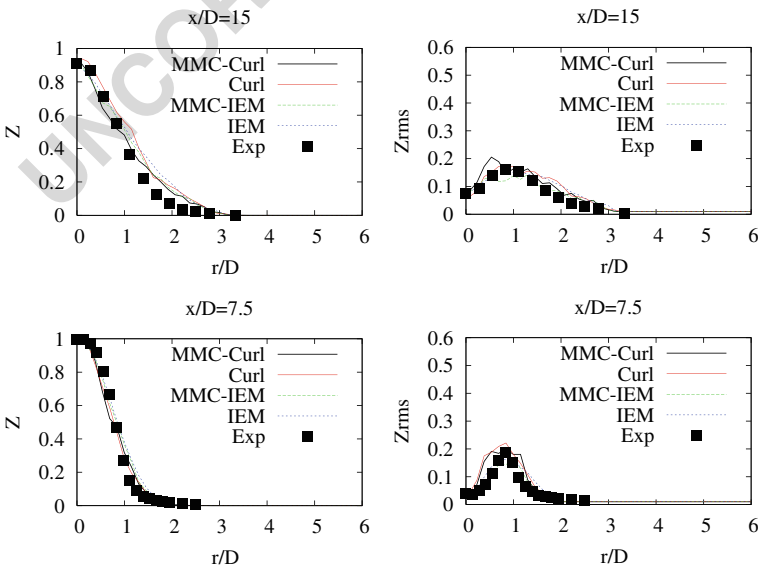 x/D=15
1
0.8
0.6
0.4
0.2
0
Z
MMC-Curl
Curl
MMC-IEM
IEM
Exp
0 1 2 3 4 5 6
r/D
x/D=15
0.6
0.5
0.4
0.3
0.2
0.1
0
Zrms
MMC-Curl
Curl
MMC-IEM
IEM
Exp
0 1 2 3 4 5 6
r/D
x/D=7.5
1
0.8
0.6
0.4
0.2
0
Z
MMC-Curl
Curl
MMC-IEM
IEM
Exp
0 1 2 3 4 5 6
r/D
x/D=7.5
0.6
0.5
0.4
0.3
0.2
0.1
0
Zrms
MMC-Curl
Curl
MMC-IEM
IEM
Exp
0 1 2 3 4 5 6
r/D
UNCOR